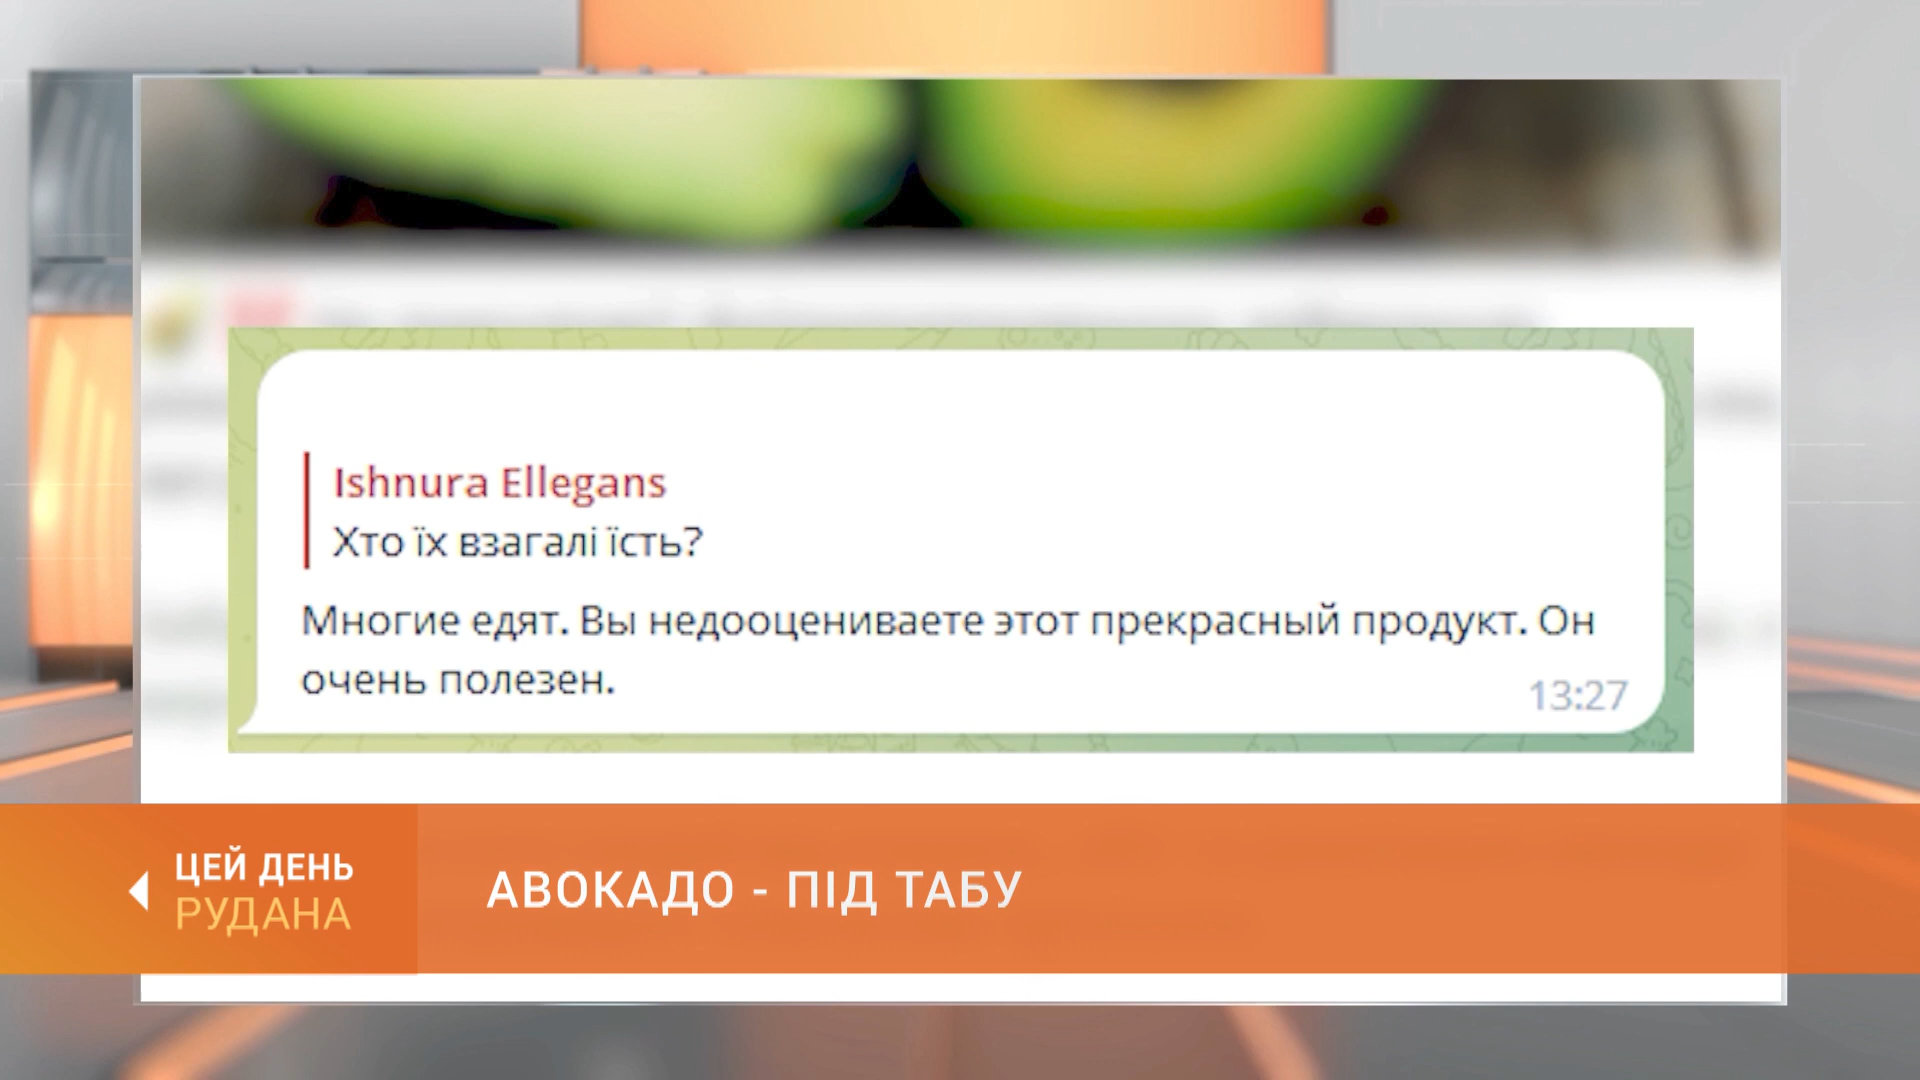 Ishnura Ellegans
Хто їх взагалі їсть?
Многие едят. Вы недооцениваете этот прекрасный продукт. Он
очень полезен.
13:27
ЦЕЙ ДЕНЬ
РУДАНА
АВОКАДО - ПІД ТАБУ